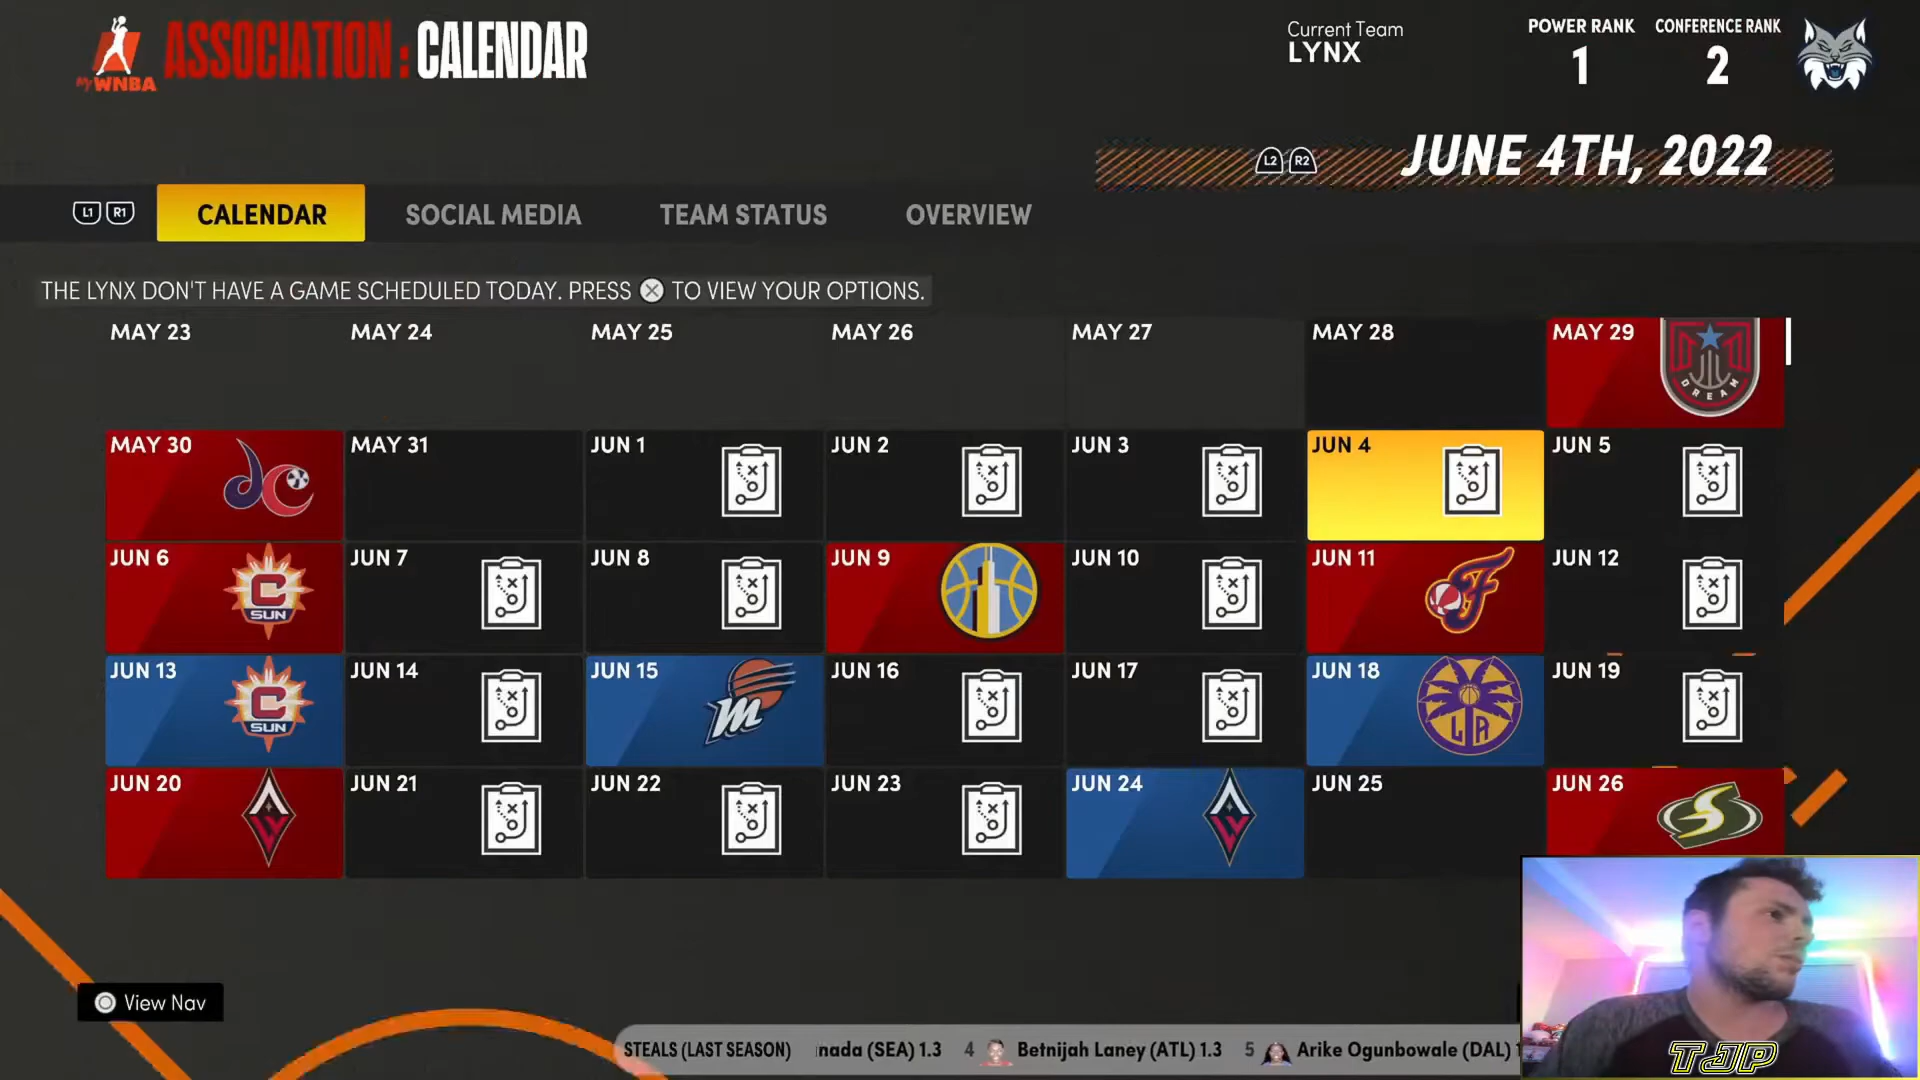 my WNBA
ASSOCIATION : CALENDAR
Current Team
LYNX
POWER RANK
1
CONFERENCE RANK
2
L2 R2
JUNE 4TH, 2022
L1 R1
CALENDAR
SOCIAL MEDIA
TEAM STATUS
OVERVIEW
THE LYNX DON'T HAVE A GAME SCHEDULED TODAY. PRESS TO VIEW YOUR OPTIONS.
MAY 23
MAY 24
MAY 25
MAY 26
MAY 27
MAY 28
MAY 29
DREAM
MAY 30
MAY 31
JUN 1
JUN 2
JUN 3
JUN 4
JUN 5
JUN 6
C SUN
JUN 7
JUN 8
JUN 9
JUN 10
JUN 11
JUN 12
JUN 13
C SUN
JUN 14
JUN 15
JUN 16
JUN 17
JUN 18
LA
JUN 19
JUN 20
LV
JUN 21
JUN 22
JUN 23
JUN 24
LV
JUN 25
JUN 26
View Nav
STEALS (LAST SEASON)
nada (SEA) 1.3
4 Betnijah Laney (ATL) 1.3
5 Arike Ogunbowale (DAL)
TJP